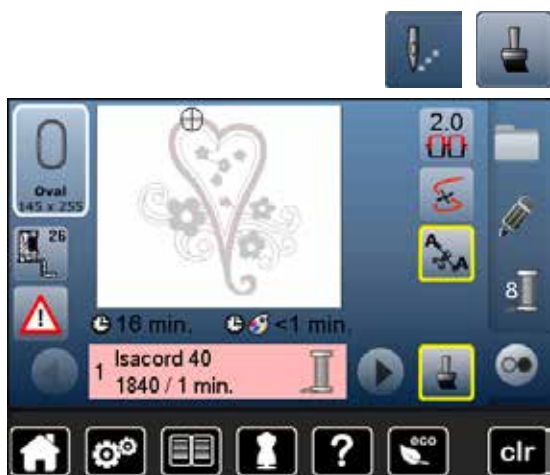 2.0
Oval
145 x 255
26
A
A
8
16 min.
<1 min.
1
Isacord 40
1840 / 1 min.
?
eco
clr